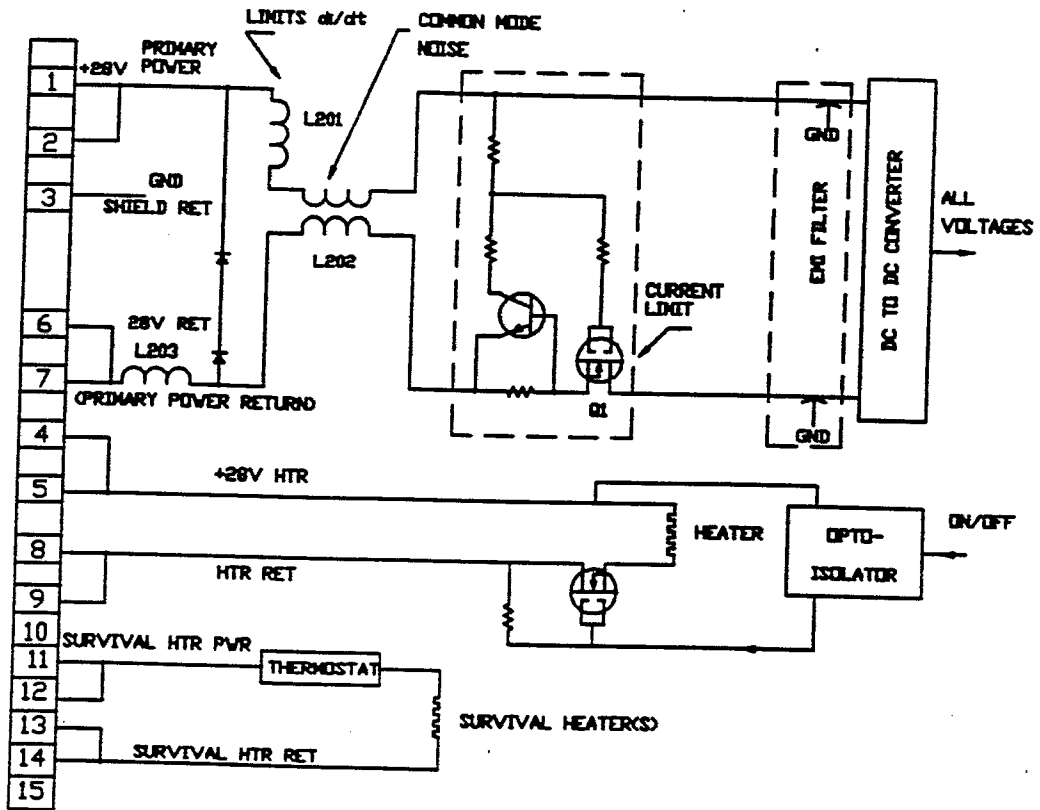 LIMITS di/dt
COMMON MODE
NOISE
PRIMARY
POWER
+28V
1
2
3
6
7
4
5
8
9
10
11
12
13
14
15
L201
GND
SHIELD RET
L202
28V RET
L203
(PRIMARY POWER RETURN)
CURRENT
LIMIT
Q1
GND
EMI FILTER
GND
DC TO DC CONVERTER
ALL
VOLTAGES
+28V HTR
HEATER
OPTO-
ISOLATOR
ON/OFF
HTR RET
SURVIVAL HTR PWR
THERMOSTAT
SURVIVAL HEATER(S)
SURVIVAL HTR RET